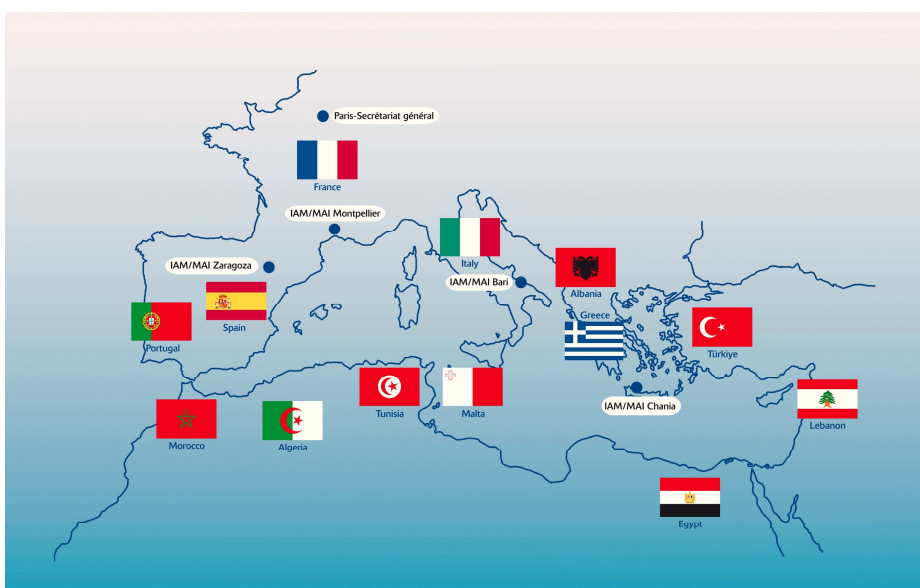 Paris-Secrétariat général
France
IAM/MAI Montpellier
Italy
IAM/MAI Zaragoza
IAM/MAI Bari
Albania
Spain
Greece
Portugal
Türkiye
Tunisia
Malta
IAM/MAI Chania
Lebanon
Morocco
Algeria
Egypt